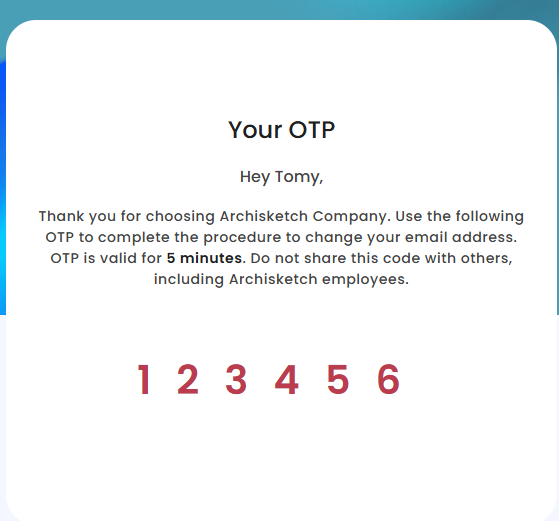 Your OTP
Hey Tomy,
Thank you for choosing Archisketch Company. Use the following
OTP to complete the procedure to change your email address.
OTP is valid for 5 minutes. Do not share this code with others,
including Archisketch employees.
1 2 3 4 5 6